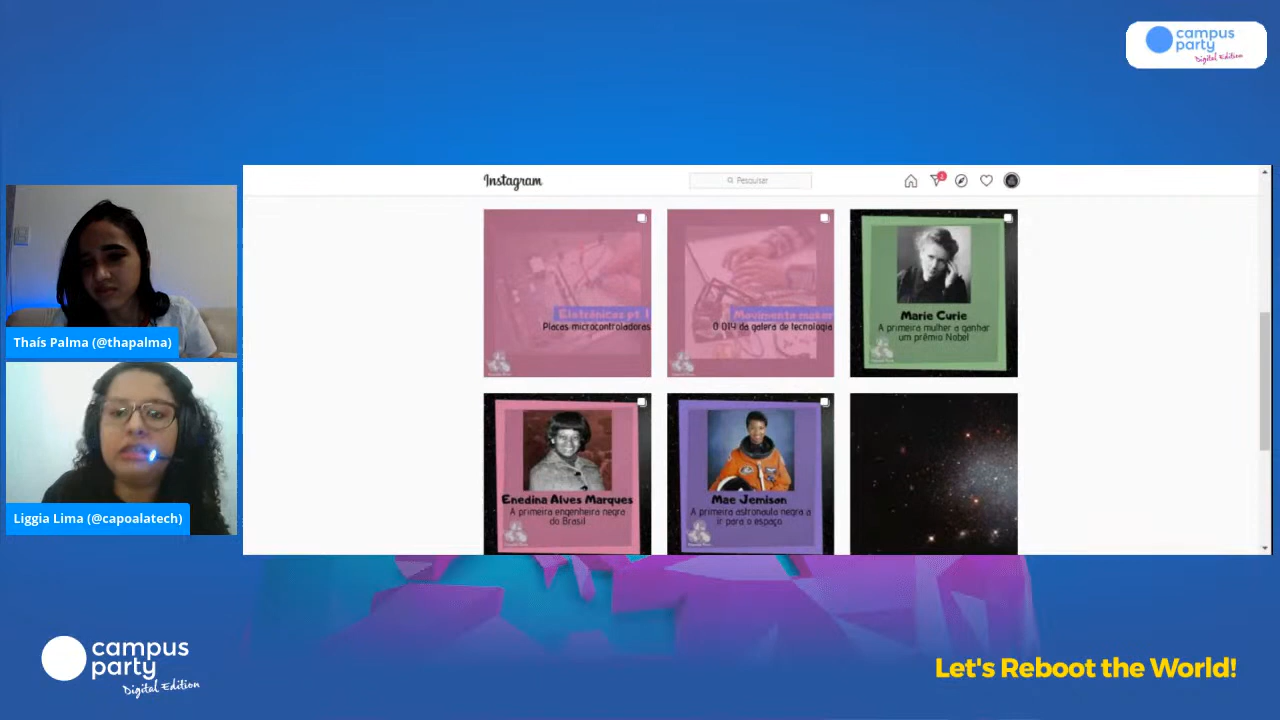 campus
party
Digital Edition
Instagram
Pesquisar
Eletrônicos pt 1
Placas microcontroladoras
Movimento maker
O DIY da galera de tecnologia
Marie Curie
A primeira mulher a ganhar
um prêmio Nobel
Thaís Palma (@thapalma)
Enedina Alves Marques
A primeira engenheira negra
do Brasil
Mae Jemison
A primeira astronauta negra a
ir para o espaço
Liggia Lima (@capoalatech)
campus
party
Digital Edition
Let's Reboot the World!